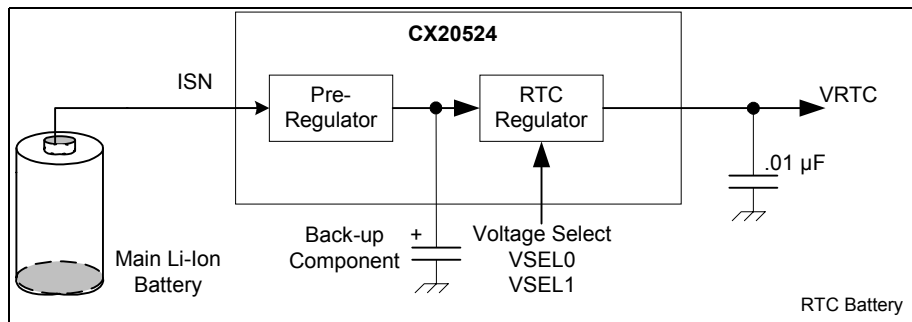 CX20524
ISN
Pre-
Regulator
RTC
Regulator
VRTC
.01 µF
Back-up
Component
+
Voltage Select
VSEL0
VSEL1
Main Li-Ion
Battery
RTC Battery